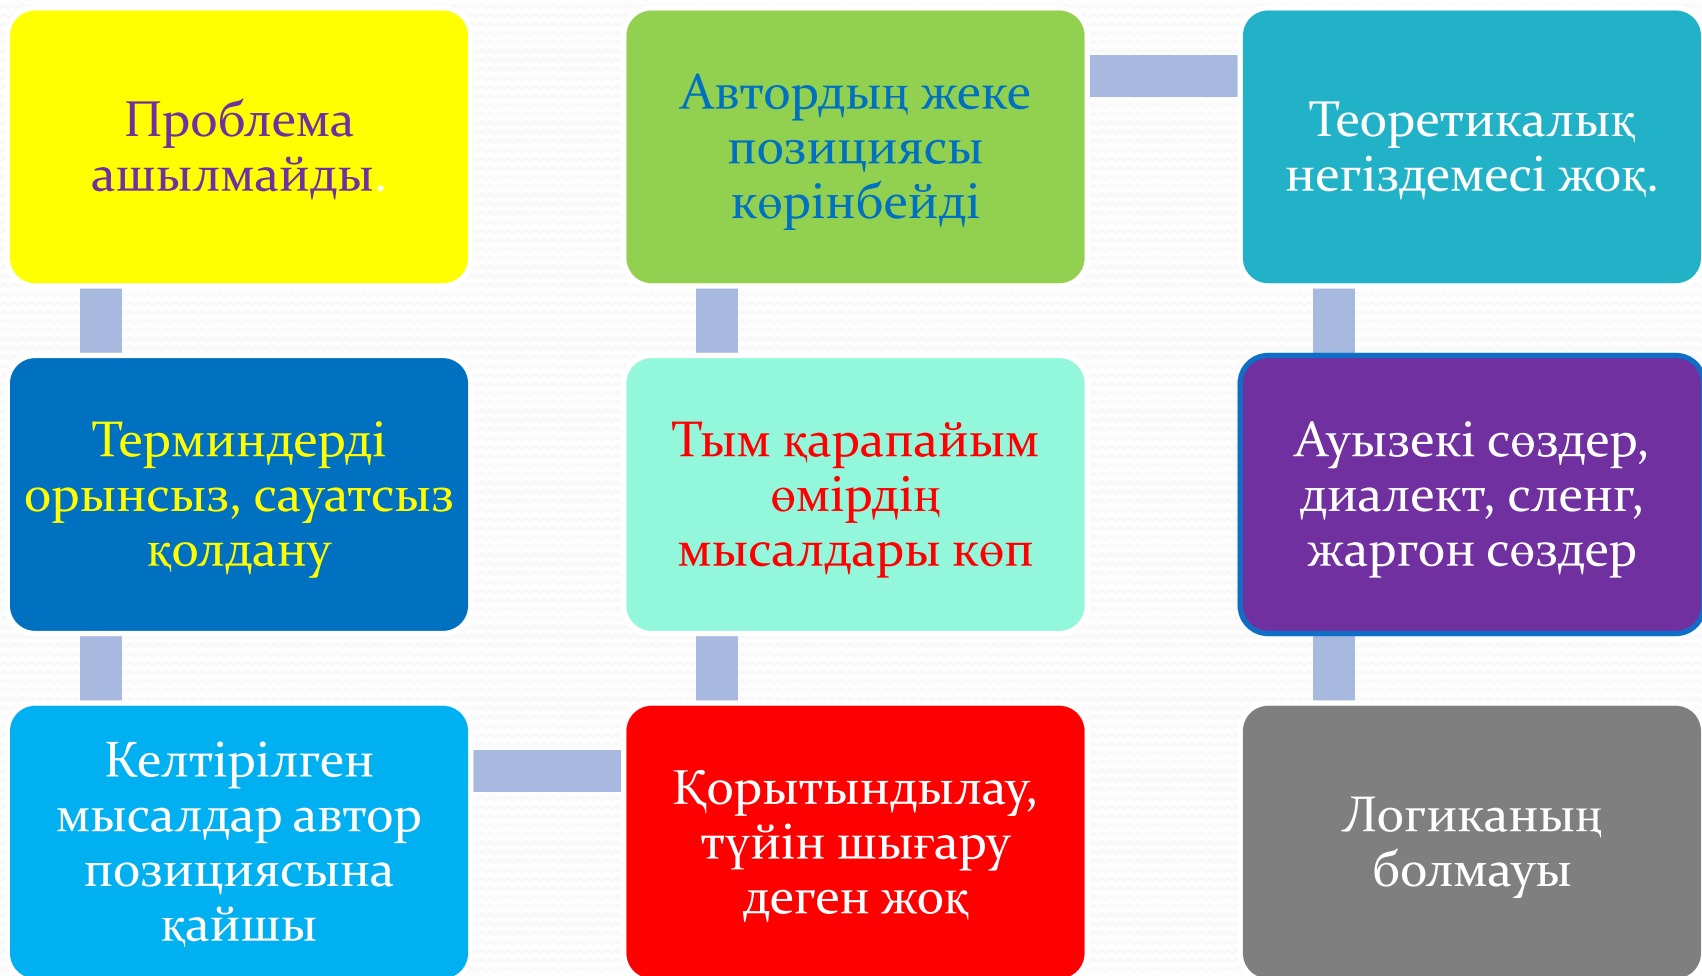 Проблема
ашылмайды.
Терминдерді
орынсыз, сауатсыз
қолдану
Келтірілген
мысалдар автор
позициясына
қайшы
Қорытындылау,
түйін шығару
деген жоқ
Тым қарапайым
өмірдің
мысалдары көп
Автордың жеке
позициясы
көрінбейді
Теоретикалық
негіздемесі жоқ.
Ауызекі сөздер,
диалект, сленг,
жаргон сөздер
Логиканың
болмауы